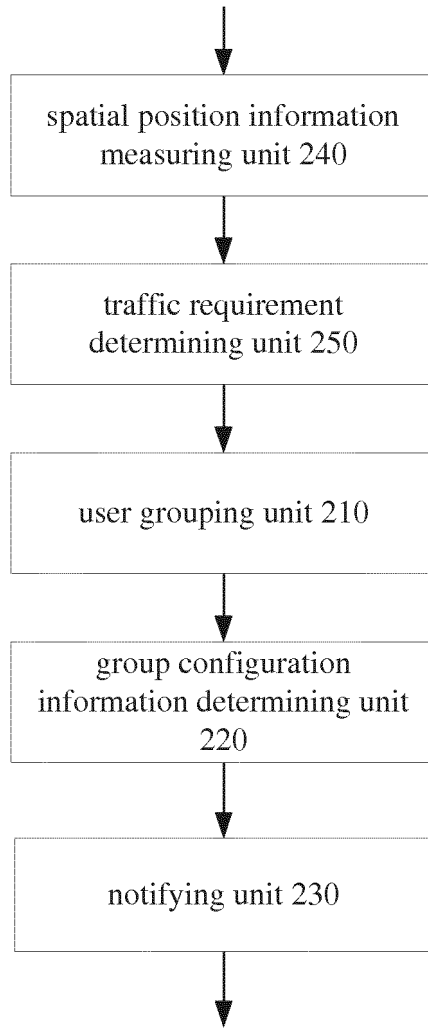 spatial position information
measuring unit 240
traffic requirement
determining unit 250
user grouping unit 210
group configuration
information determining unit
220
notifying unit 230